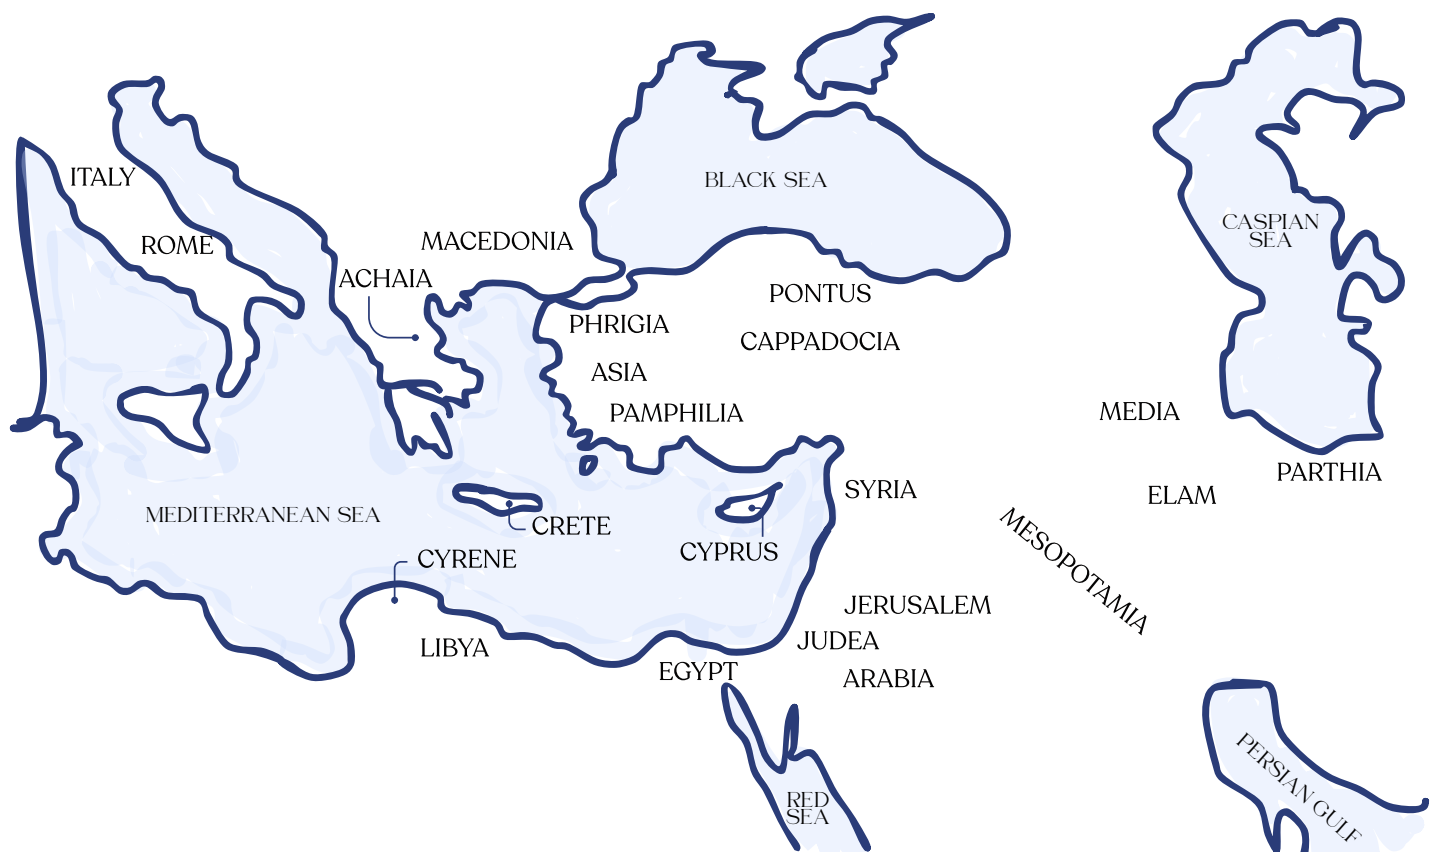 ITALY
ROME
MACEDONIA
ACHAIA
BLACK SEA
CASPIAN
SEA
PONTUS
PHRIGIA
CAPPADOCIA
ASIA
PAMPHILIA
MEDIA
PARTHIA
SYRIA
ELAM
MEDITERRANEAN SEA
CRETE
CYPRUS
CYRENE
MESOPOTAMIA
JERUSALEM
JUDEA
LIBYA
EGYPT
ARABIA
RED
SEA
PERSIAN GULF